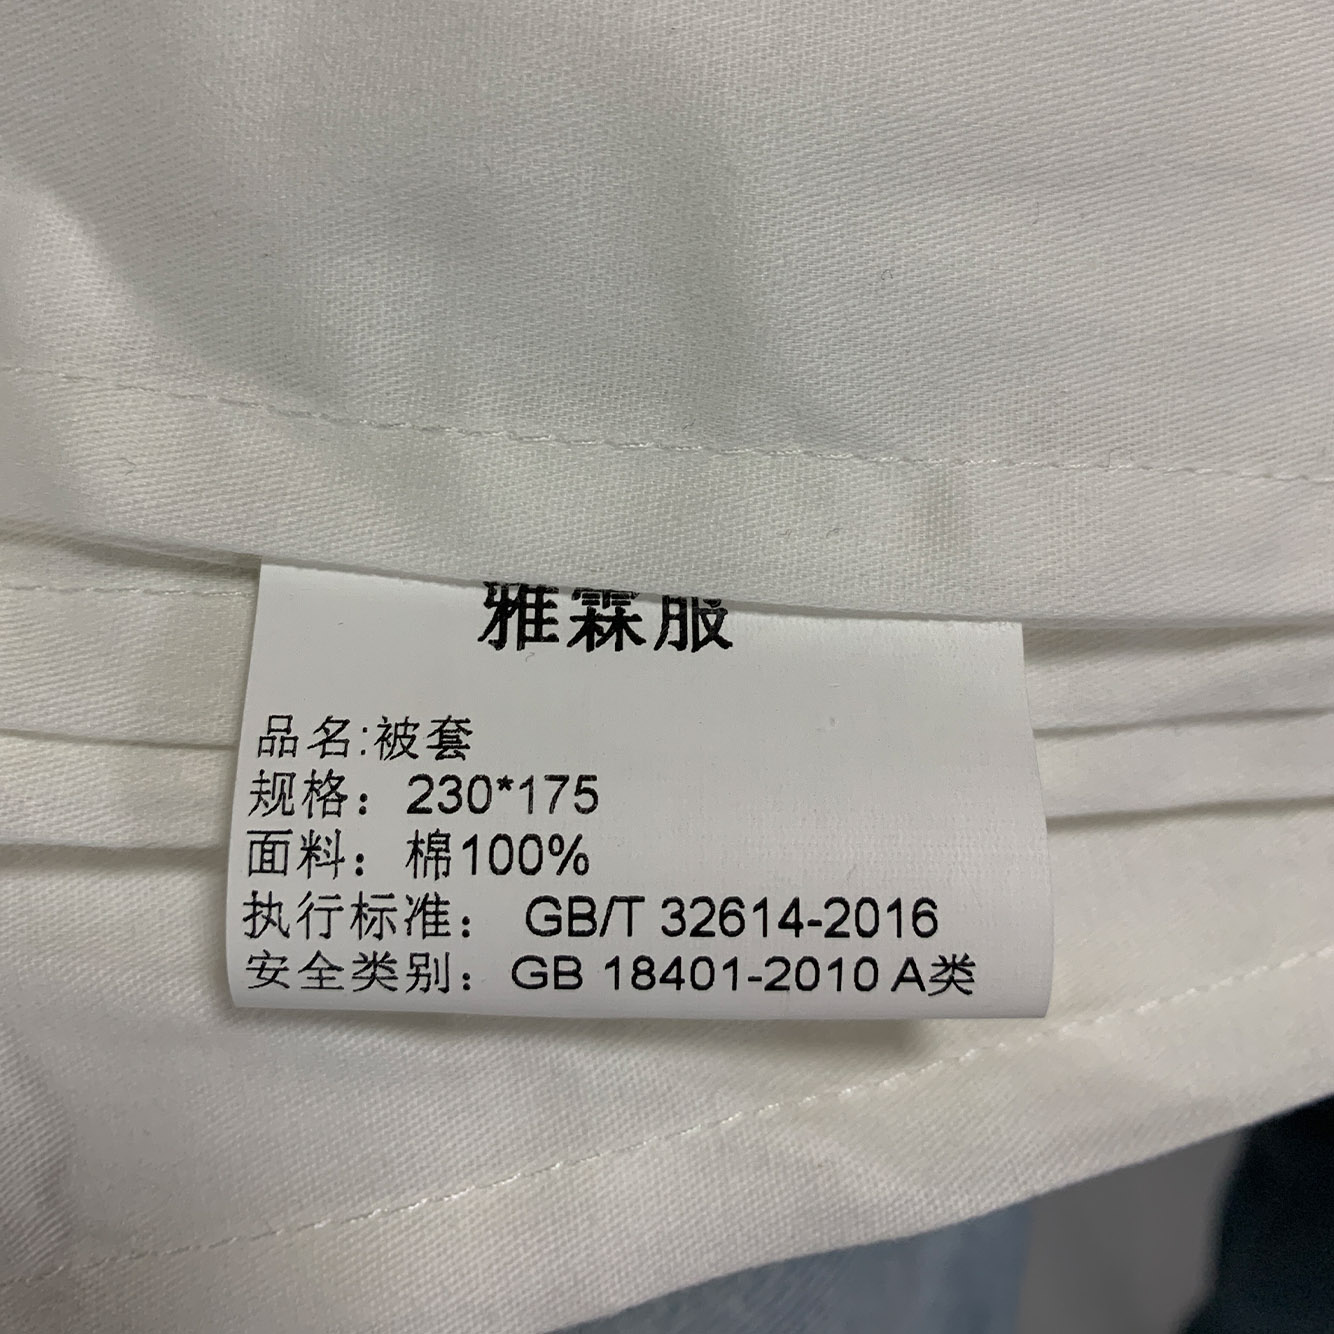 雅霖服
品名:被套
规格：230*175
面料：棉100%
执行标准： GB/T 32614-2016
安全类别：GB 18401-2010 A类